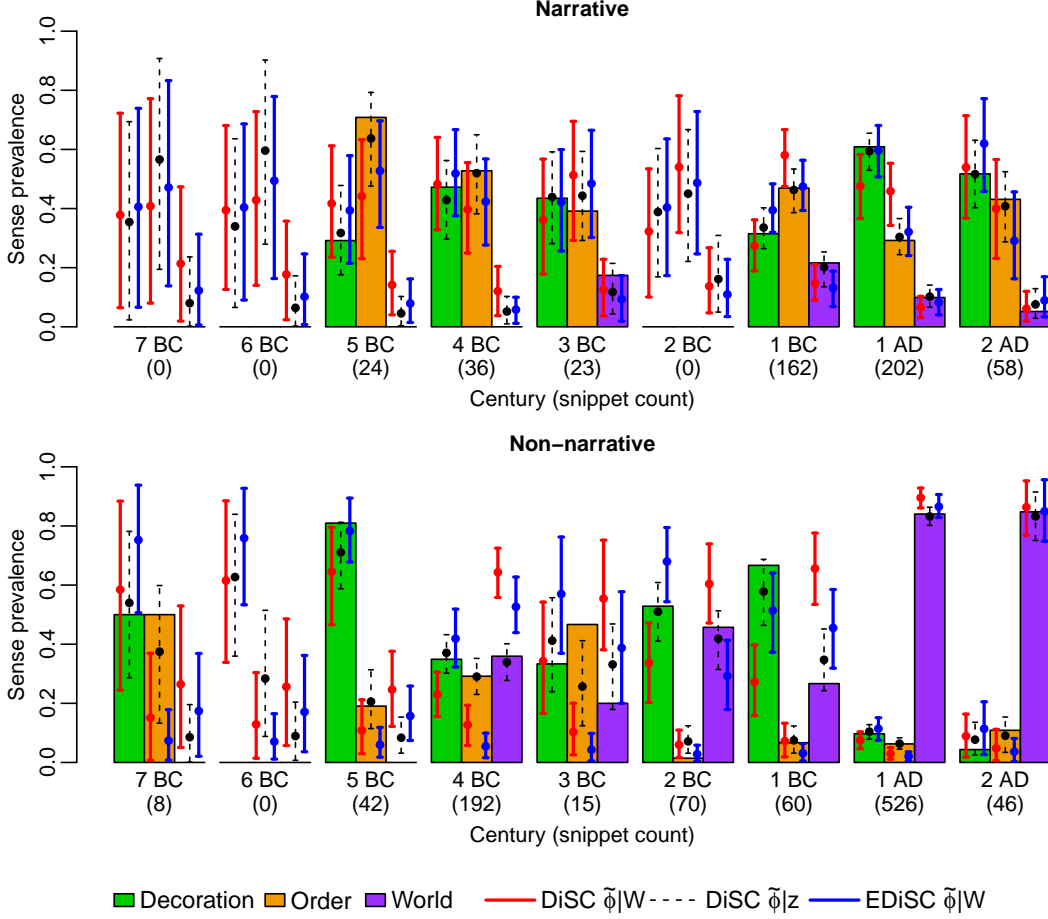 Narrative
Sense prevalence
0.0 0.2 0.4 0.6 0.8 1.0
7 BC 6 BC 5 BC 4 BC 3 BC 2 BC 1 BC 1 AD 2 AD
(0) (0) (24) (36) (23) (0) (162) (202) (58)
Century (snippet count)
Non−narrative
Sense prevalence
0.0 0.2 0.4 0.6 0.8 1.0
7 BC 6 BC 5 BC 4 BC 3 BC 2 BC 1 BC 1 AD 2 AD
(8) (0) (42) (192) (15) (70) (60) (526) (46)
Century (snippet count)
Decoration Order World DiSC φ̃|W DiSC φ̃|z EDiSC φ̃|W